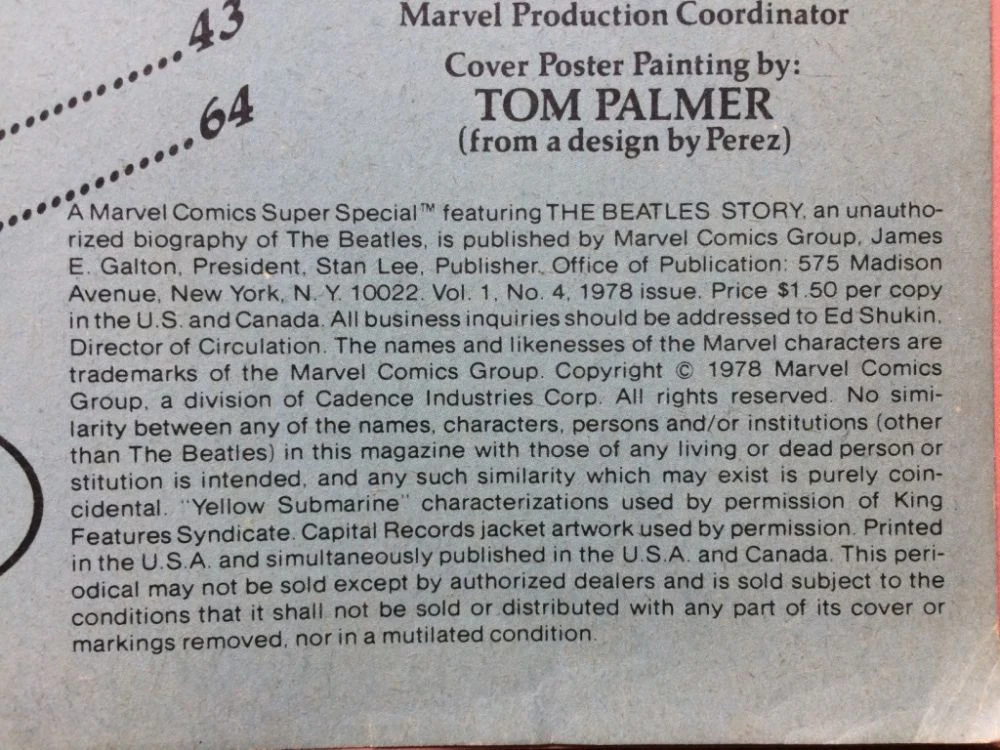 43
64
Marvel Production Coordinator
Cover Poster Painting by:
TOM PALMER
(from a design by Perez)
A Marvel Comics Super Special™ featuring THE BEATLES STORY, an unautho-
rized biography of The Beatles, is published by Marvel Comics Group, James
E. Galton, President, Stan Lee, Publisher. Office of Publication: 575 Madison
Avenue, New York, N. Y. 10022. Vol. 1, No. 4, 1978 issue. Price $1.50 per copy
in the U.S. and Canada. All business inquiries should be addressed to Ed Shukin,
Director of Circulation. The names and likenesses of the Marvel characters are
trademarks of the Marvel Comics Group. Copyright © 1978 Marvel Comics
Group, a division of Cadence Industries Corp. All rights reserved. No simi-
larity between any of the names, characters, persons and/or institutions (other
than The Beatles) in this magazine with those of any living or dead person or
stitution is intended, and any such similarity which may exist is purely coin-
cidental. "Yellow Submarine" characterizations used by permission of King
Features Syndicate. Capital Records jacket artwork used by permission. Printed
in the U.S.A. and simultaneously published in the U.S.A. and Canada. This peri-
odical may not be sold except by authorized dealers and is sold subject to the
conditions that it shall not be sold or distributed with any part of its cover or
markings removed, nor in a mutilated condition.